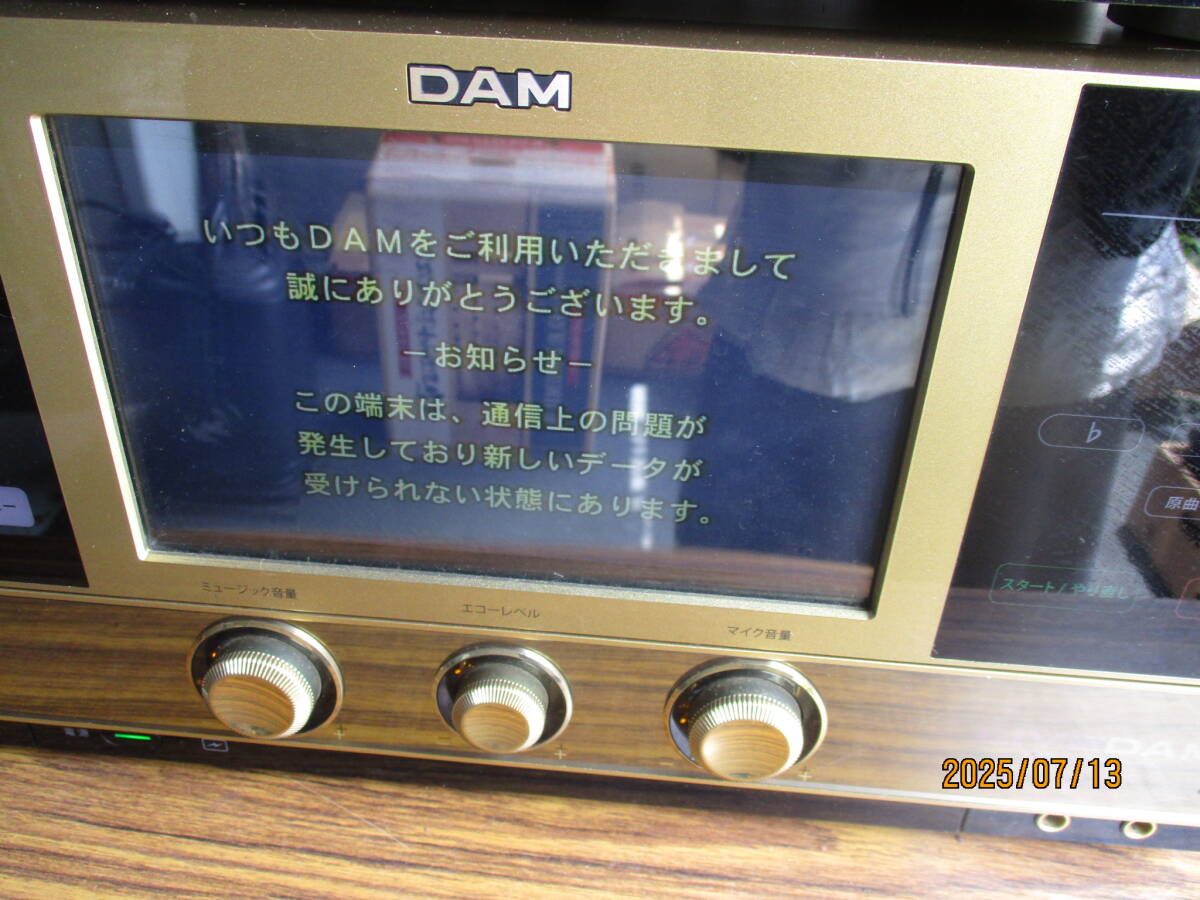 DAM
いつもＤＡＭをご利用いただきまして
誠にありがとうございます。
－お知らせ－
この端末は、通信上の問題が
発生しており新しいデータが
受けられない状態にあります。
♭
原曲
スタート/やり直し
ミュージック音量
エコーレベル
マイク音量
+
- +
- +
電源
DAM
2025/07/13